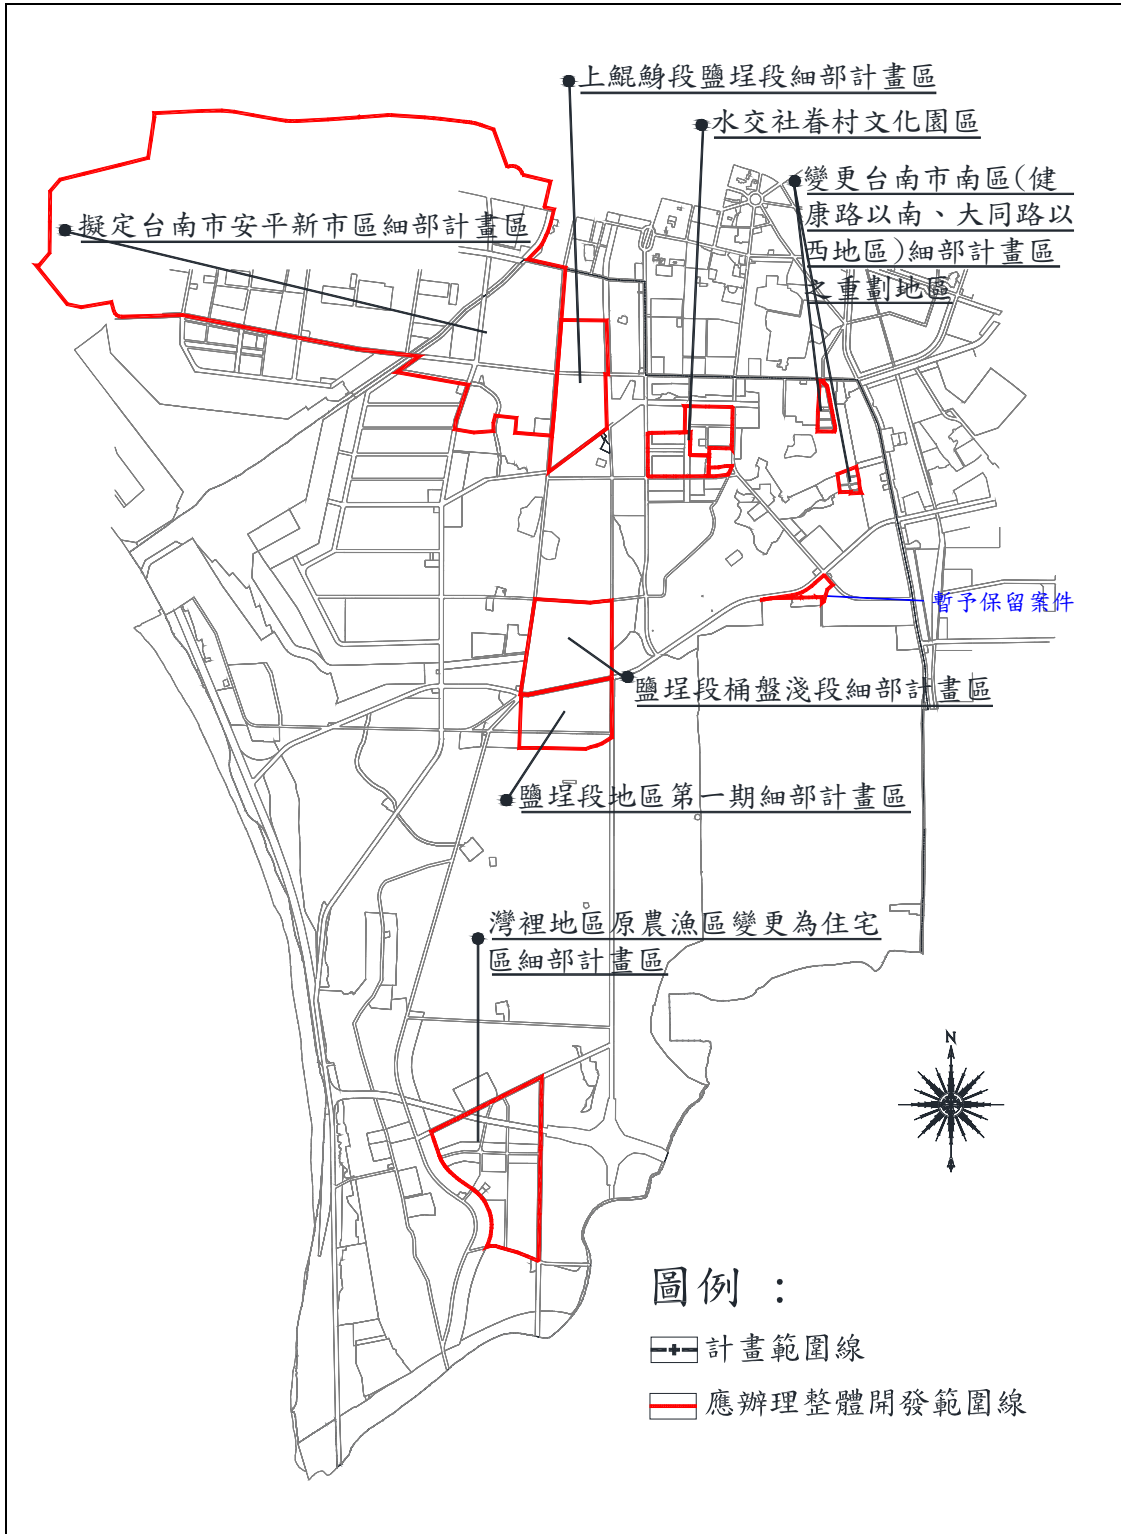 上鯤鯓段鹽埕段細部計畫區
水交社眷村文化園區
變更台南市南區(健
康路以南、大同路以
西地區)細部計畫區
之重劃地區
擬定台南市安平新市區細部計畫區
暫予保留案件
鹽埕段桶盤淺段細部計畫區
鹽埕段地區第一期細部計畫區
灣裡地區原農漁區變更為住宅
區細部計畫區
N
圖例：
計畫範圍線
應辦理整體開發範圍線